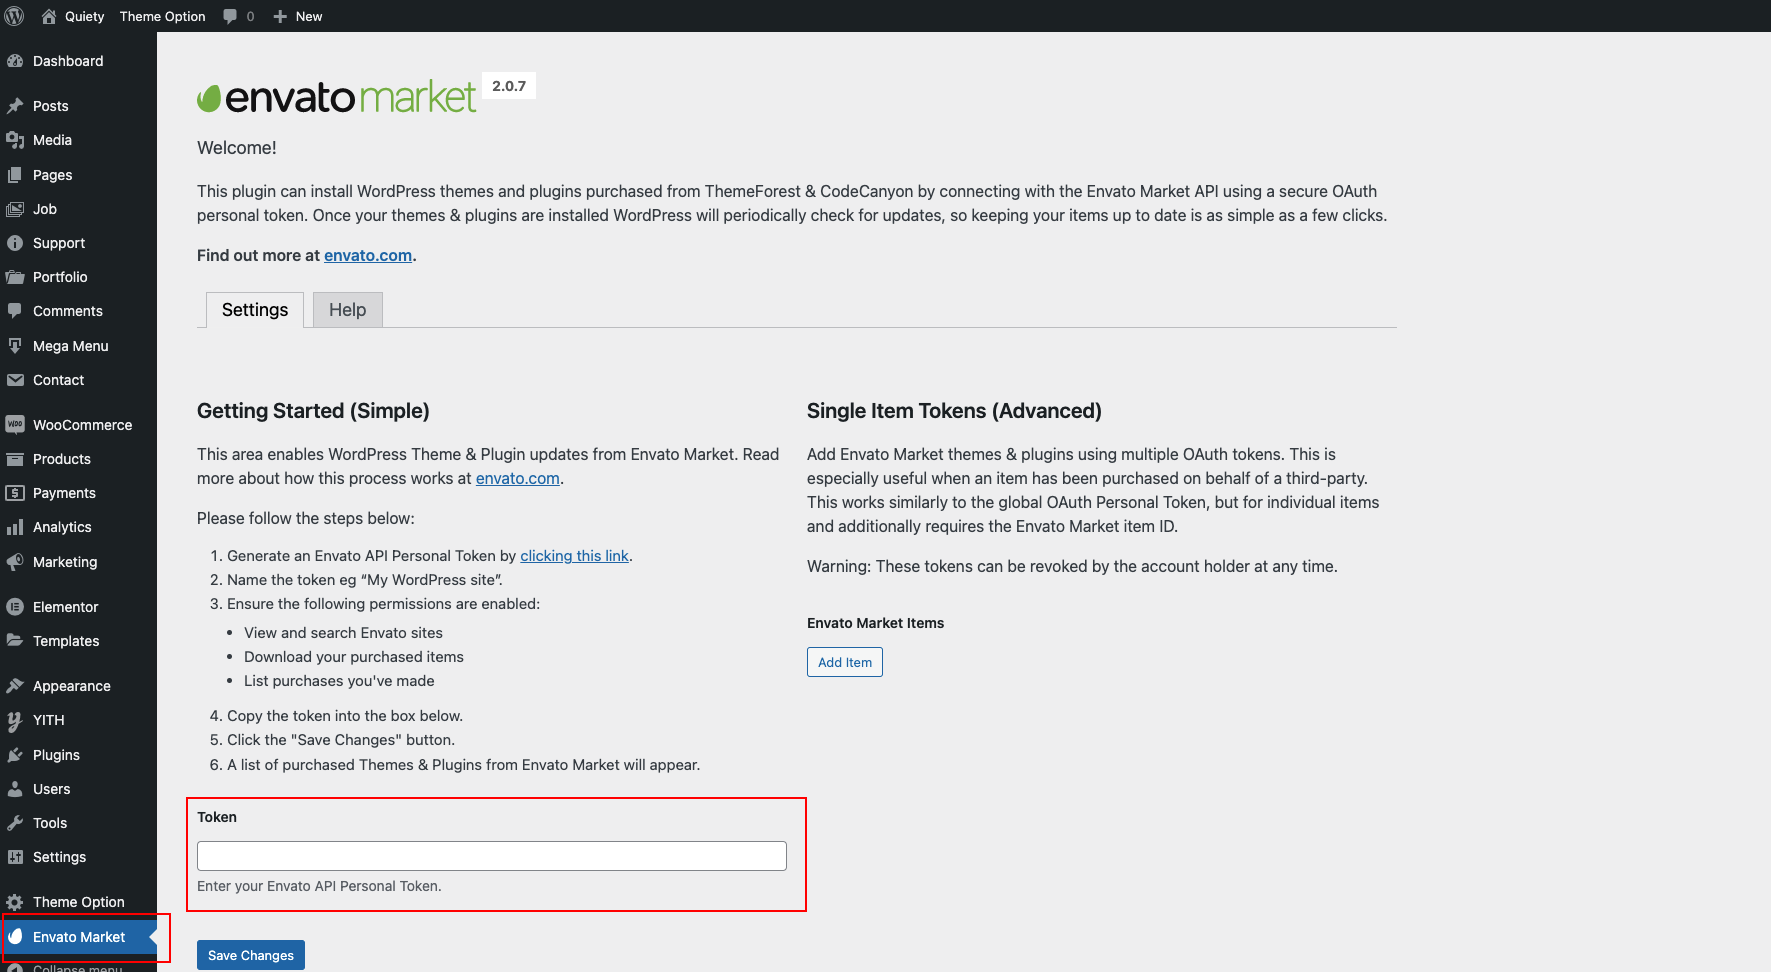 Quiety
Theme Option
0
New
Dashboard
Posts
Media
Pages
Job
Support
Portfolio
Comments
Mega Menu
Contact
WooCommerce
Products
Payments
Analytics
Marketing
Elementor
Templates
Appearance
YITH
Plugins
Users
Tools
Settings
Theme Option
Envato Market
Collapse menu
envato market
2.0.7
Welcome!
This plugin can install WordPress themes and plugins purchased from ThemeForest & CodeCanyon by connecting with the Envato Market API using a secure OAuth
personal token. Once your themes & plugins are installed WordPress will periodically check for updates, so keeping your items up to date is as simple as a few clicks.
Find out more at envato.com.
Settings
Help
Getting Started (Simple)
This area enables WordPress Theme & Plugin updates from Envato Market. Read
more about how this process works at envato.com.
Please follow the steps below:
1. Generate an Envato API Personal Token by clicking this link.
2. Name the token eg “My WordPress site”.
3. Ensure the following permissions are enabled:
• View and search Envato sites
• Download your purchased items
• List purchases you've made
4. Copy the token into the box below.
5. Click the "Save Changes" button.
6. A list of purchased Themes & Plugins from Envato Market will appear.
Token
Enter your Envato API Personal Token.
Save Changes
Single Item Tokens (Advanced)
Add Envato Market themes & plugins using multiple OAuth tokens. This is
especially useful when an item has been purchased on behalf of a third-party.
This works similarly to the global OAuth Personal Token, but for individual items
and additionally requires the Envato Market item ID.
Warning: These tokens can be revoked by the account holder at any time.
Envato Market Items
Add Item